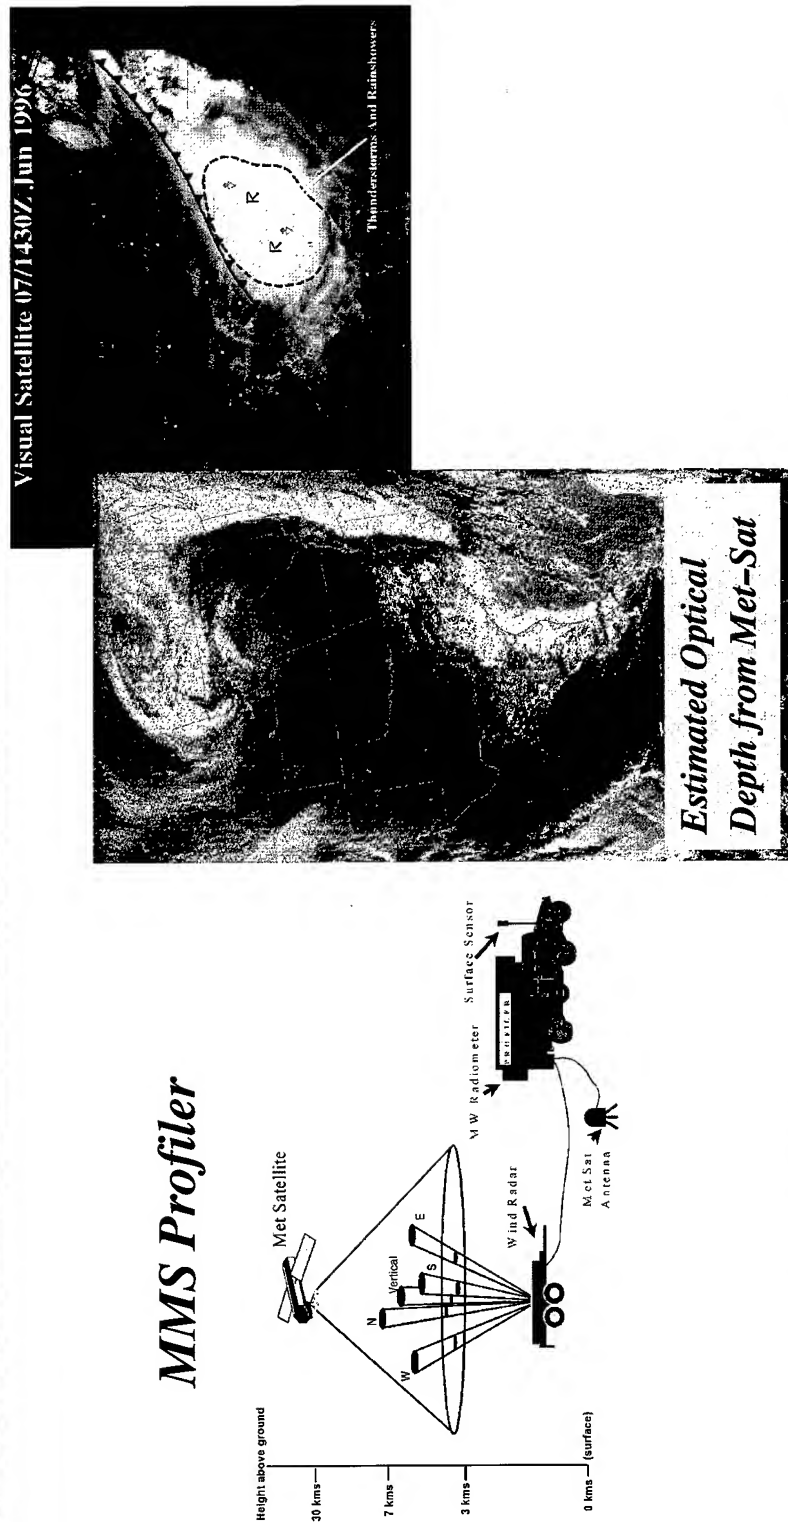 MMS Profiler
Height above ground
30 kms
7 kms
3 kms
0 kms
(surface)
Met Satellite
N
Vertical
E
W
S
Wind Radar
MW Radiometer
Surface Sensor
PROFILER
Met Sat
Antenna
Estimated Optical
Depth from Met-Sat
Visual Satellite 07/1430Z Jun 1996
Thunderstorms And Rainshowers